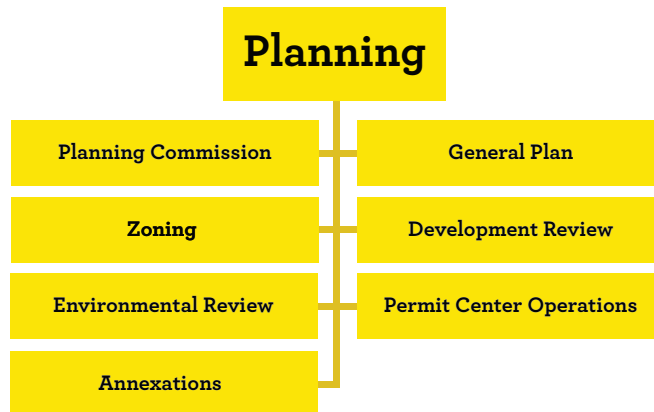 Planning
Planning Commission
General Plan
Zoning
Development Review
Environmental Review
Permit Center Operations
Annexations